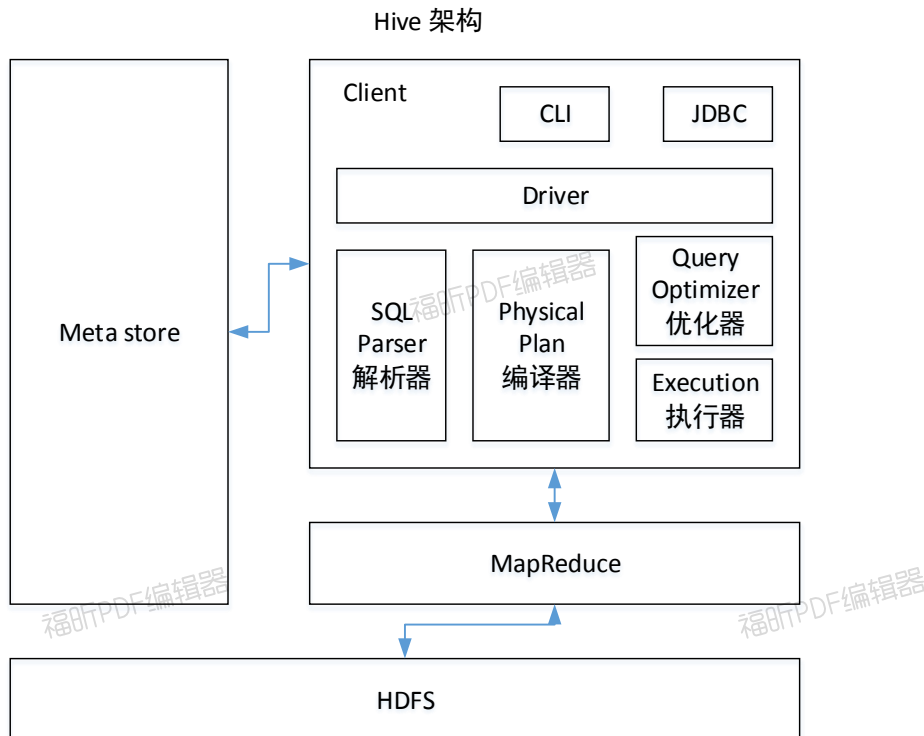 Hive 架构
Client
CLI
JDBC
Driver
Meta store
SQL
Parser
解析器
Physical
Plan
编译器
Query
Optimizer
优化器
Execution
执行器
福昕PDF编辑器
MapReduce
福昕PDF编辑器
福昕PDF编辑器
HDFS